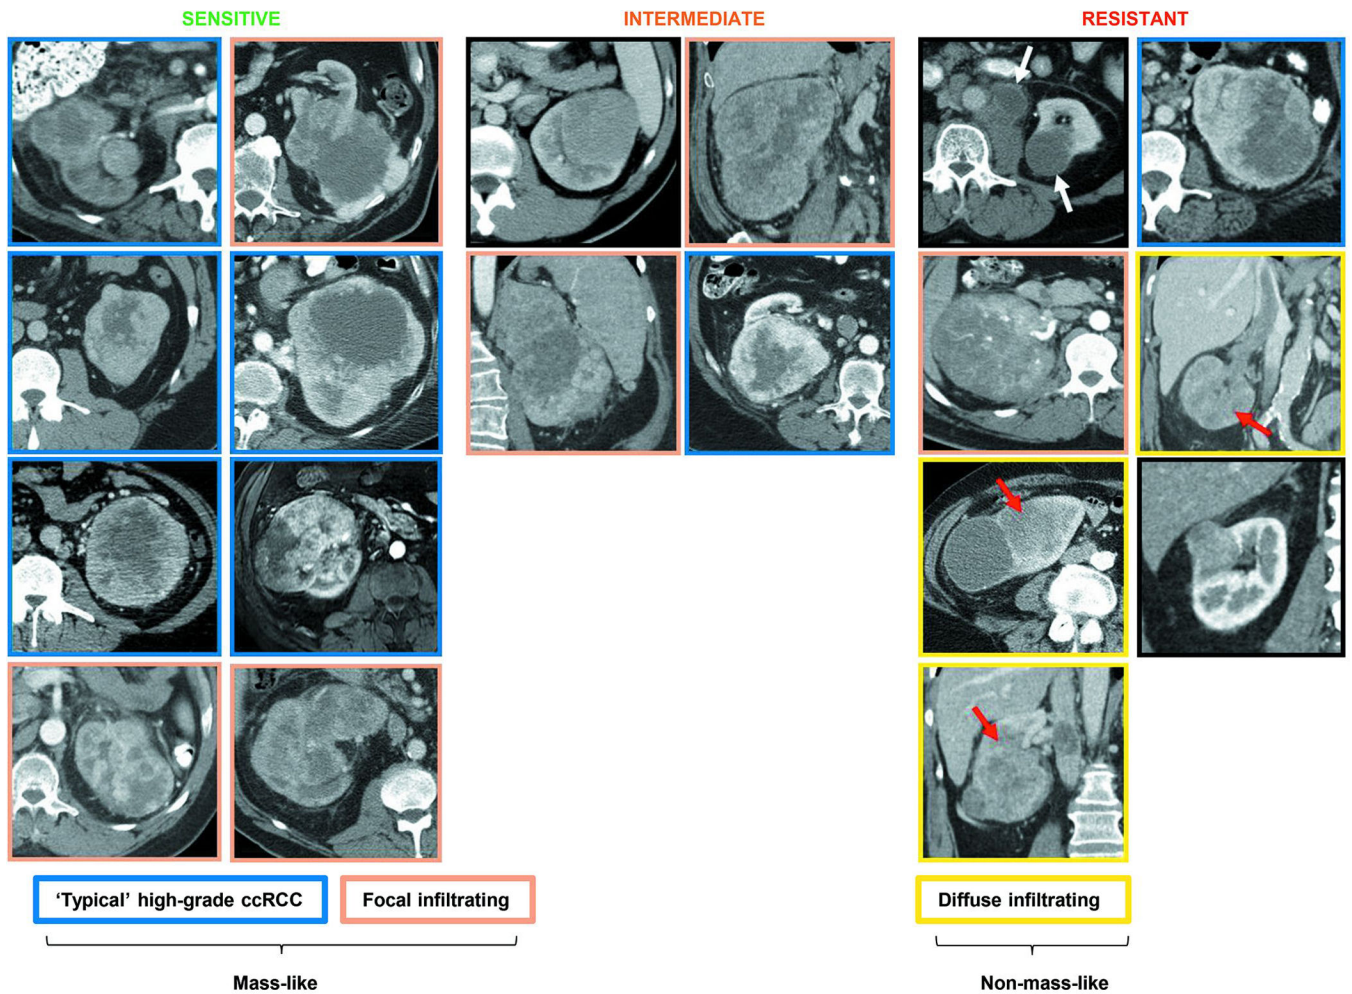 SENSITIVE
INTERMEDIATE
RESISTANT
‘Typical’ high-grade ccRCC
Focal infiltrating
Diffuse infiltrating
Mass-like
Non-mass-like